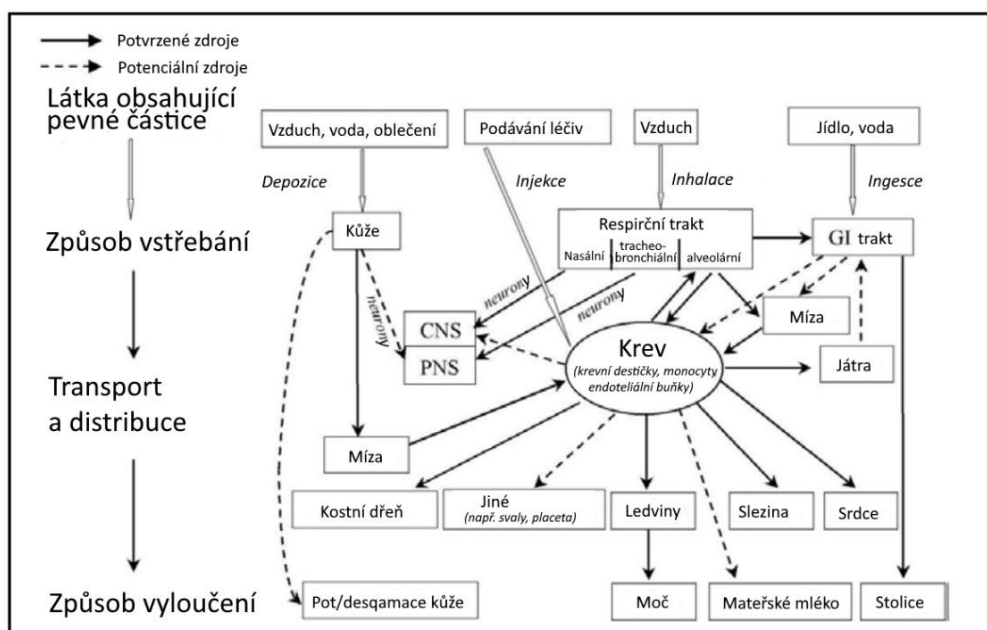 Potvrzené zdroje
Potenciální zdroje
Látka obsahující
pevné částice
Vzduch, voda, oblečení
Podávání léčiv
Vzduch
Jídlo, voda
Depozice
Injekce
Inhalace
Ingesce
Způsob vstřebání
Kůže
Respirční trakt
Nasální
tracheo-
bronchiální
alveolární
GI trakt
neurony
neurony
neurony
CNS
PNS
Míza
Krev
(krevní destičky, monocyty
endoteliální buňky)
Játra
Transport
a distribuce
Míza
Kostní dřeň
Jiné
(např. svaly, placeta)
Ledviny
Slezina
Srdce
Způsob vyloučení
Pot/desqamace kůže
Moč
Mateřské mléko
Stolice